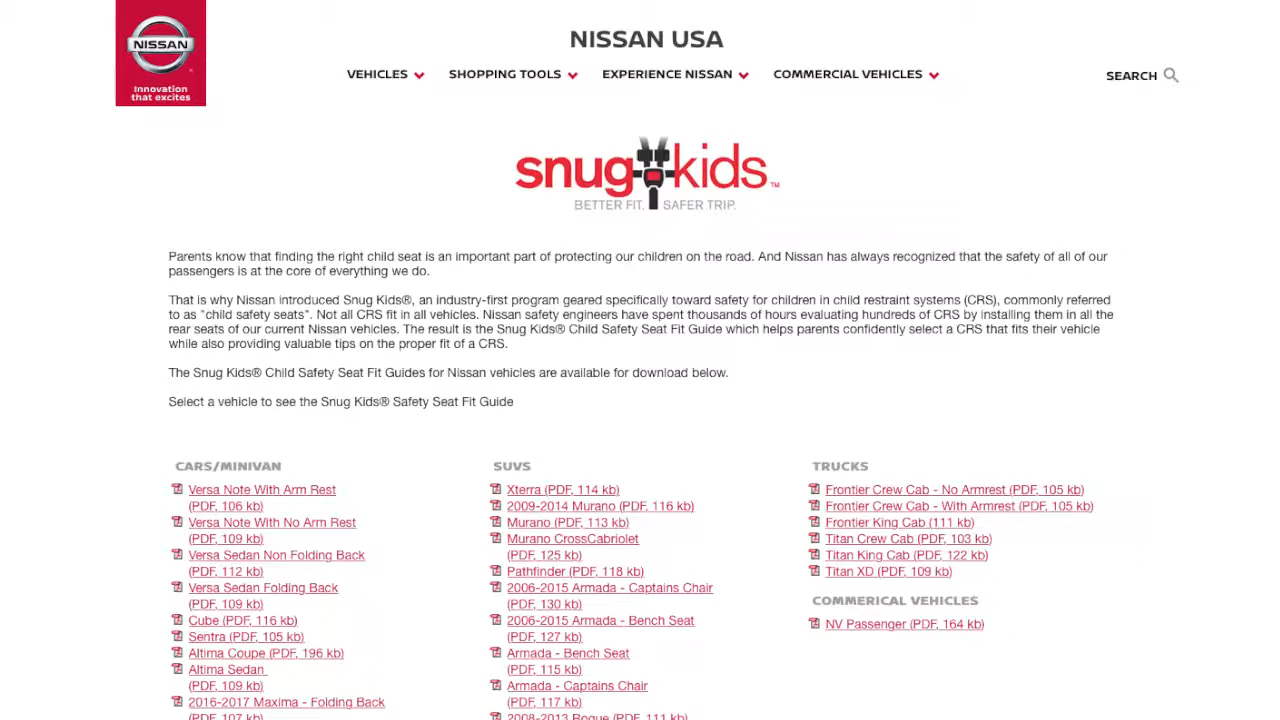 NISSAN
Innovation
that excites
NISSAN USA
VEHICLES
SHOPPING TOOLS
EXPERIENCE NISSAN
COMMERCIAL VEHICLES
SEARCH
snug kids™
BETTER FIT. SAFER TRIP.
Parents know that finding the right child seat is an important part of protecting our children on the road. And Nissan has always recognized that the safety of all of our
passengers is at the core of everything we do.
That is why Nissan introduced Snug Kids®, an industry-first program geared specifically toward safety for children in child restraint systems (CRS), commonly referred
to as "child safety seats". Not all CRS fit in all vehicles. Nissan safety engineers have spent thousands of hours evaluating hundreds of CRS by installing them in all the
rear seats of our current Nissan vehicles. The result is the Snug Kids® Child Safety Seat Fit Guide which helps parents confidently select a CRS that fits their vehicle
while also providing valuable tips on the proper fit of a CRS.
The Snug Kids® Child Safety Seat Fit Guides for Nissan vehicles are available for download below.
Select a vehicle to see the Snug Kids® Safety Seat Fit Guide
CARS/MINIVAN
Versa Note With Arm Rest
(PDF, 106 kb)
Versa Note With No Arm Rest
(PDF, 109 kb)
Versa Sedan Non Folding Back
(PDF, 112 kb)
Versa Sedan Folding Back
(PDF, 109 kb)
Cube (PDF, 116 kb)
Sentra (PDF, 105 kb)
Altima Coupe (PDF, 196 kb)
Altima Sedan
(PDF, 109 kb)
2016-2017 Maxima - Folding Back
(PDF, 107 kb)
SUVS
Xterra (PDF, 114 kb)
2009-2014 Murano (PDF, 116 kb)
Murano (PDF, 113 kb)
Murano CrossCabriolet
(PDF, 125 kb)
Pathfinder (PDF, 118 kb)
2006-2015 Armada - Captains Chair
(PDF, 130 kb)
2006-2015 Armada - Bench Seat
(PDF, 127 kb)
Armada - Bench Seat
(PDF, 115 kb)
Armada - Captains Chair
(PDF, 117 kb)
2008-2013 Rogue (PDF, 111 kb)
TRUCKS
Frontier Crew Cab - No Armrest (PDF, 105 kb)
Frontier Crew Cab - With Armrest (PDF, 105 kb)
Frontier King Cab (111 kb)
Titan Crew Cab (PDF, 103 kb)
Titan King Cab (PDF, 122 kb)
Titan XD (PDF, 109 kb)
COMMERICAL VEHICLES
NV Passenger (PDF, 164 kb)